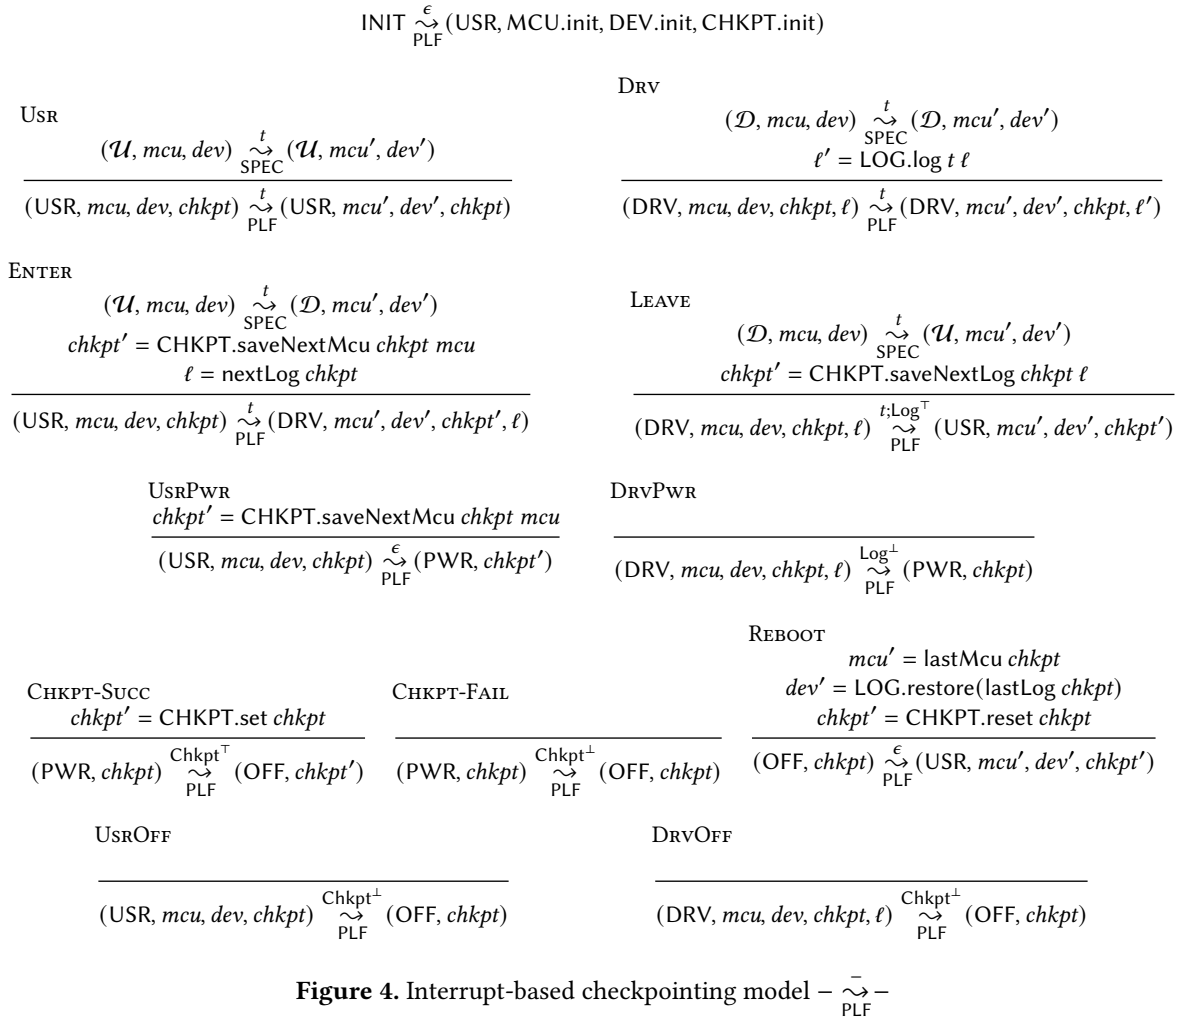 INIT ⤳ϵ PLF (USR, MCU.init, DEV.init, CHKPT.init)
USR
(𝒰, mcu, dev) ⤳t SPEC (𝒰, mcu′, dev′)
(USR, mcu, dev, chkpt) ⤳t PLF (USR, mcu′, dev′, chkpt)
DRV
(𝒟, mcu, dev) ⤳t SPEC (𝒟, mcu′, dev′)
ℓ′ = LOG.log t ℓ
(DRV, mcu, dev, chkpt, ℓ) ⤳t PLF (DRV, mcu′, dev′, chkpt, ℓ′)
ENTER
(𝒰, mcu, dev) ⤳t SPEC (𝒟, mcu′, dev′)
chkpt′ = CHKPT.saveNextMcu chkpt mcu
ℓ = nextLog chkpt
(USR, mcu, dev, chkpt) ⤳t PLF (DRV, mcu′, dev′, chkpt′, ℓ)
LEAVE
(𝒟, mcu, dev) ⤳t SPEC (𝒰, mcu′, dev′)
chkpt′ = CHKPT.saveNextLog chkpt ℓ
(DRV, mcu, dev, chkpt, ℓ) ⤳t;Log⊤ PLF (USR, mcu′, dev′, chkpt′)
USRPWR
chkpt′ = CHKPT.saveNextMcu chkpt mcu
(USR, mcu, dev, chkpt) ⤳ϵ PLF (PWR, chkpt′)
DRVPWR
(DRV, mcu, dev, chkpt, ℓ) ⤳Log⊥ PLF (PWR, chkpt)
CHKPT-SUCC
chkpt′ = CHKPT.set chkpt
(PWR, chkpt) ⤳Chkpt⊤ PLF (OFF, chkpt′)
CHKPT-FAIL
(PWR, chkpt) ⤳Chkpt⊥ PLF (OFF, chkpt)
REBOOT
mcu′ = lastMcu chkpt
dev′ = LOG.restore(lastLog chkpt)
chkpt′ = CHKPT.reset chkpt
(OFF, chkpt) ⤳ϵ PLF (USR, mcu′, dev′, chkpt′)
USROFF
(USR, mcu, dev, chkpt) ⤳Chkpt⊥ PLF (OFF, chkpt)
DRVOFF
(DRV, mcu, dev, chkpt, ℓ) ⤳Chkpt⊥ PLF (OFF, chkpt)
Figure 4. Interrupt-based checkpointing model – ⤳– PLF –